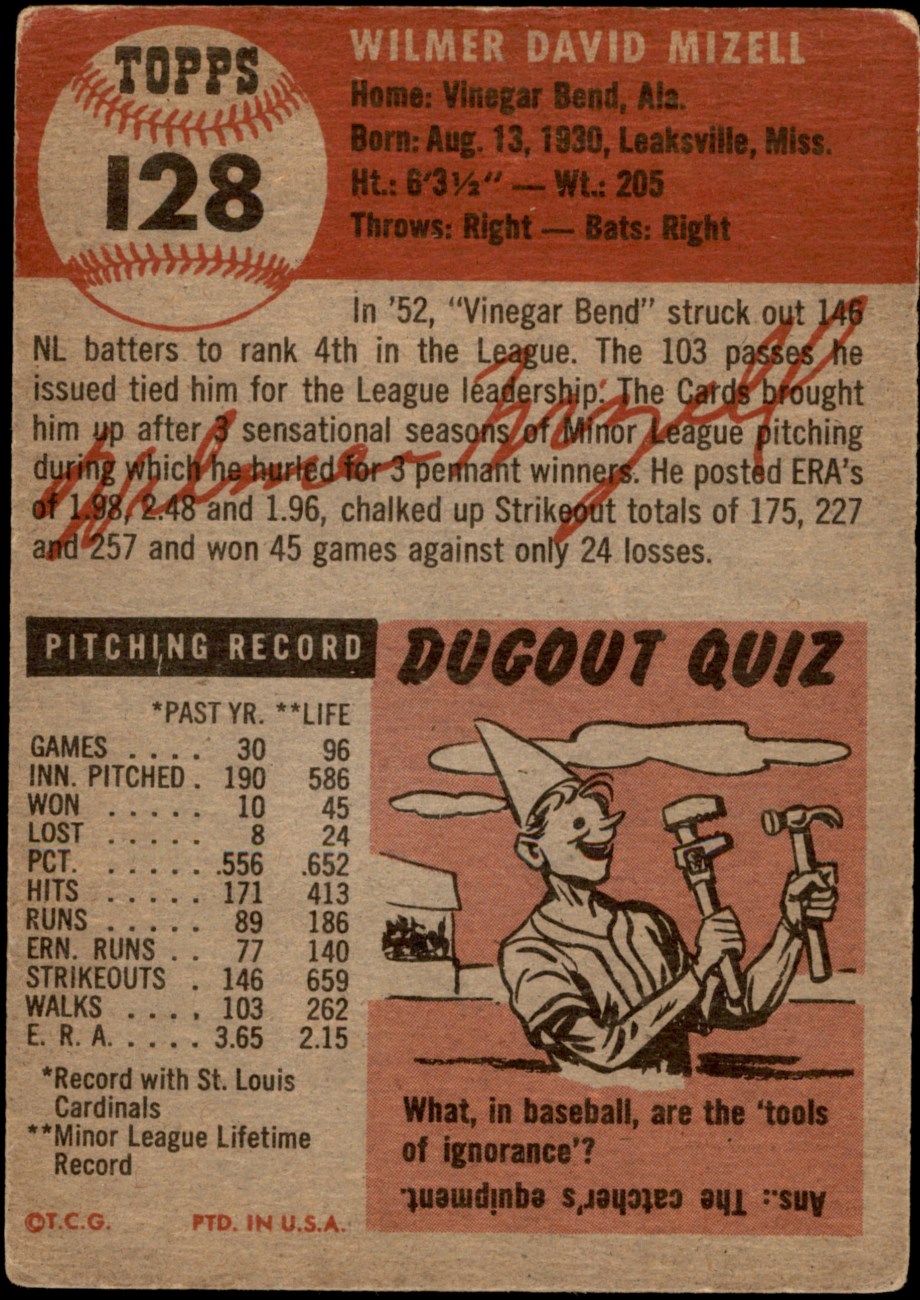 TOPPS
128
WILMER DAVID MIZELL
Home: Vinegar Bend, Ala.
Born: Aug. 13, 1930, Leaksville, Miss.
Ht.: 6'3½" — Wt.: 205
Throws: Right — Bats: Right
In '52, "Vinegar Bend" struck out 146
NL batters to rank 4th in the League. The 103 passes he
issued tied him for the League leadership. The Cards brought
him up after 3 sensational seasons of Minor League pitching
during which he hurled for 3 pennant winners. He posted ERA's
of 1.98, 2.48 and 1.96, chalked up Strikeout totals of 175, 227
and 257 and won 45 games against only 24 losses.
Wilmer Mizell
PITCHING RECORD
*PAST YR. **LIFE
GAMES .... 30 96
INN. PITCHED . 190 586
WON ..... 10 45
LOST ..... 8 24
PCT. ...... .556 .652
HITS ..... 171 413
RUNS ..... 89 186
ERN. RUNS .. 77 140
STRIKEOUTS . 146 659
WALKS .... 103 262
E. R. A. .... 3.65 2.15
*Record with St. Louis
Cardinals
**Minor League Lifetime
Record
DUGOUT QUIZ
What, in baseball, are the 'tools
of ignorance'?
Ans.: The catcher's equipment.
©T.C.G. PTD. IN U.S.A.